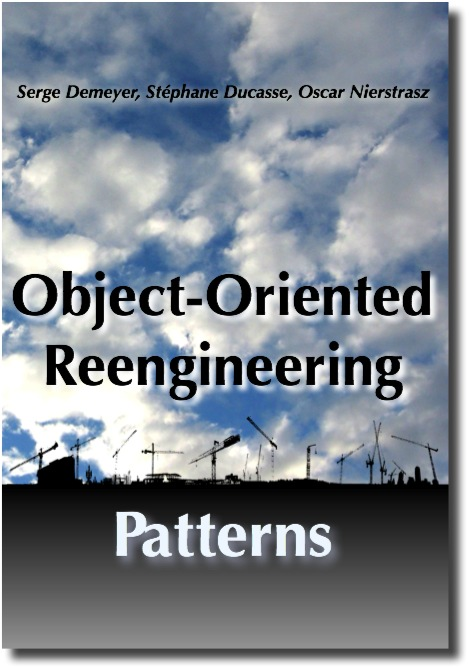 Serge Demeyer, Stéphane Ducasse, Oscar Nierstrasz
Object-Oriented
Reengineering
Patterns